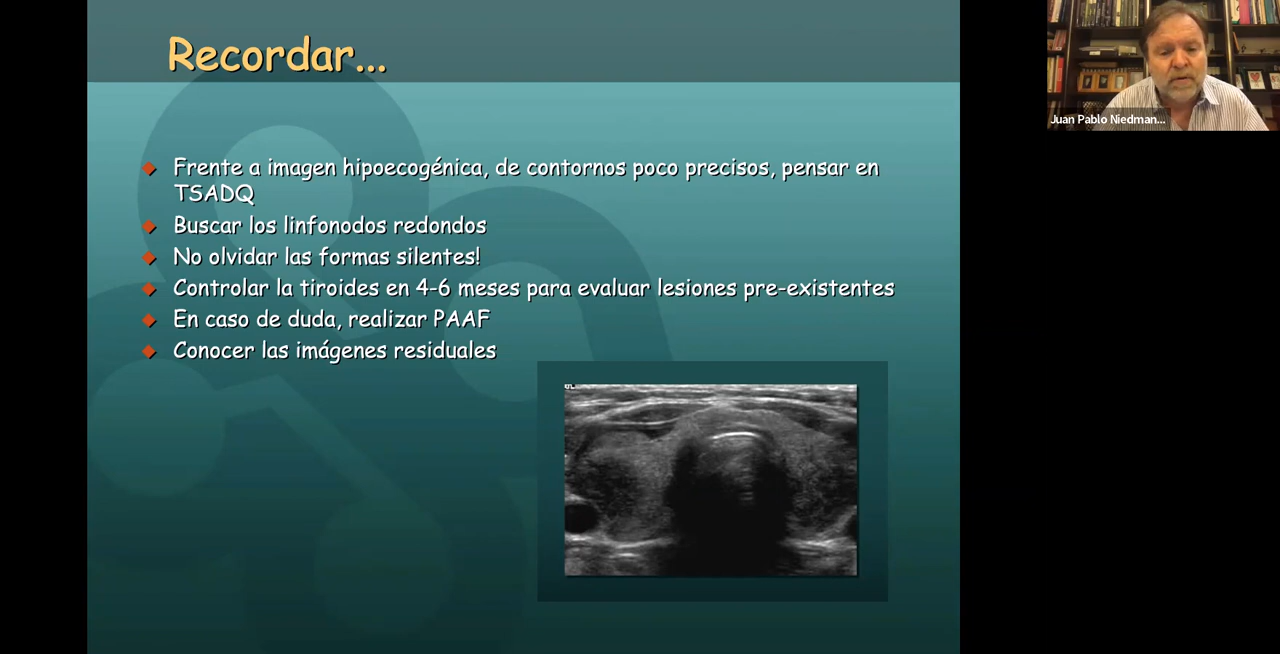 Recordar...
Frente a imagen hipoecogénica, de contornos poco precisos, pensar en
TSADQ
Buscar los linfonodos redondos
No olvidar las formas silentes!
Controlar la tiroides en 4-6 meses para evaluar lesiones pre-existentes
En caso de duda, realizar PAAF
Conocer las imágenes residuales
Juan Pablo Niedman...